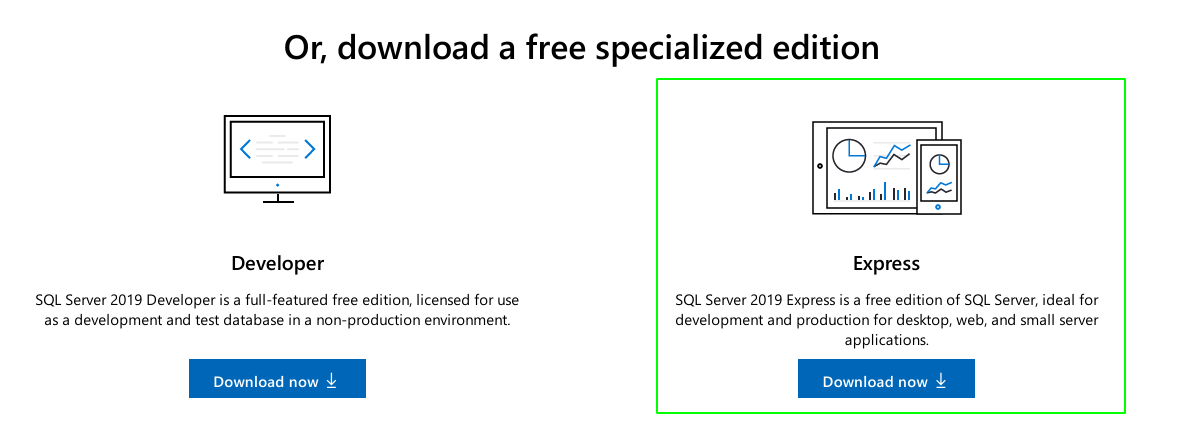 Or, download a free specialized edition
Developer
SQL Server 2019 Developer is a full-featured free edition, licensed for use
as a development and test database in a non-production environment.
Download now
Express
SQL Server 2019 Express is a free edition of SQL Server, ideal for
development and production for desktop, web, and small server
applications.
Download now